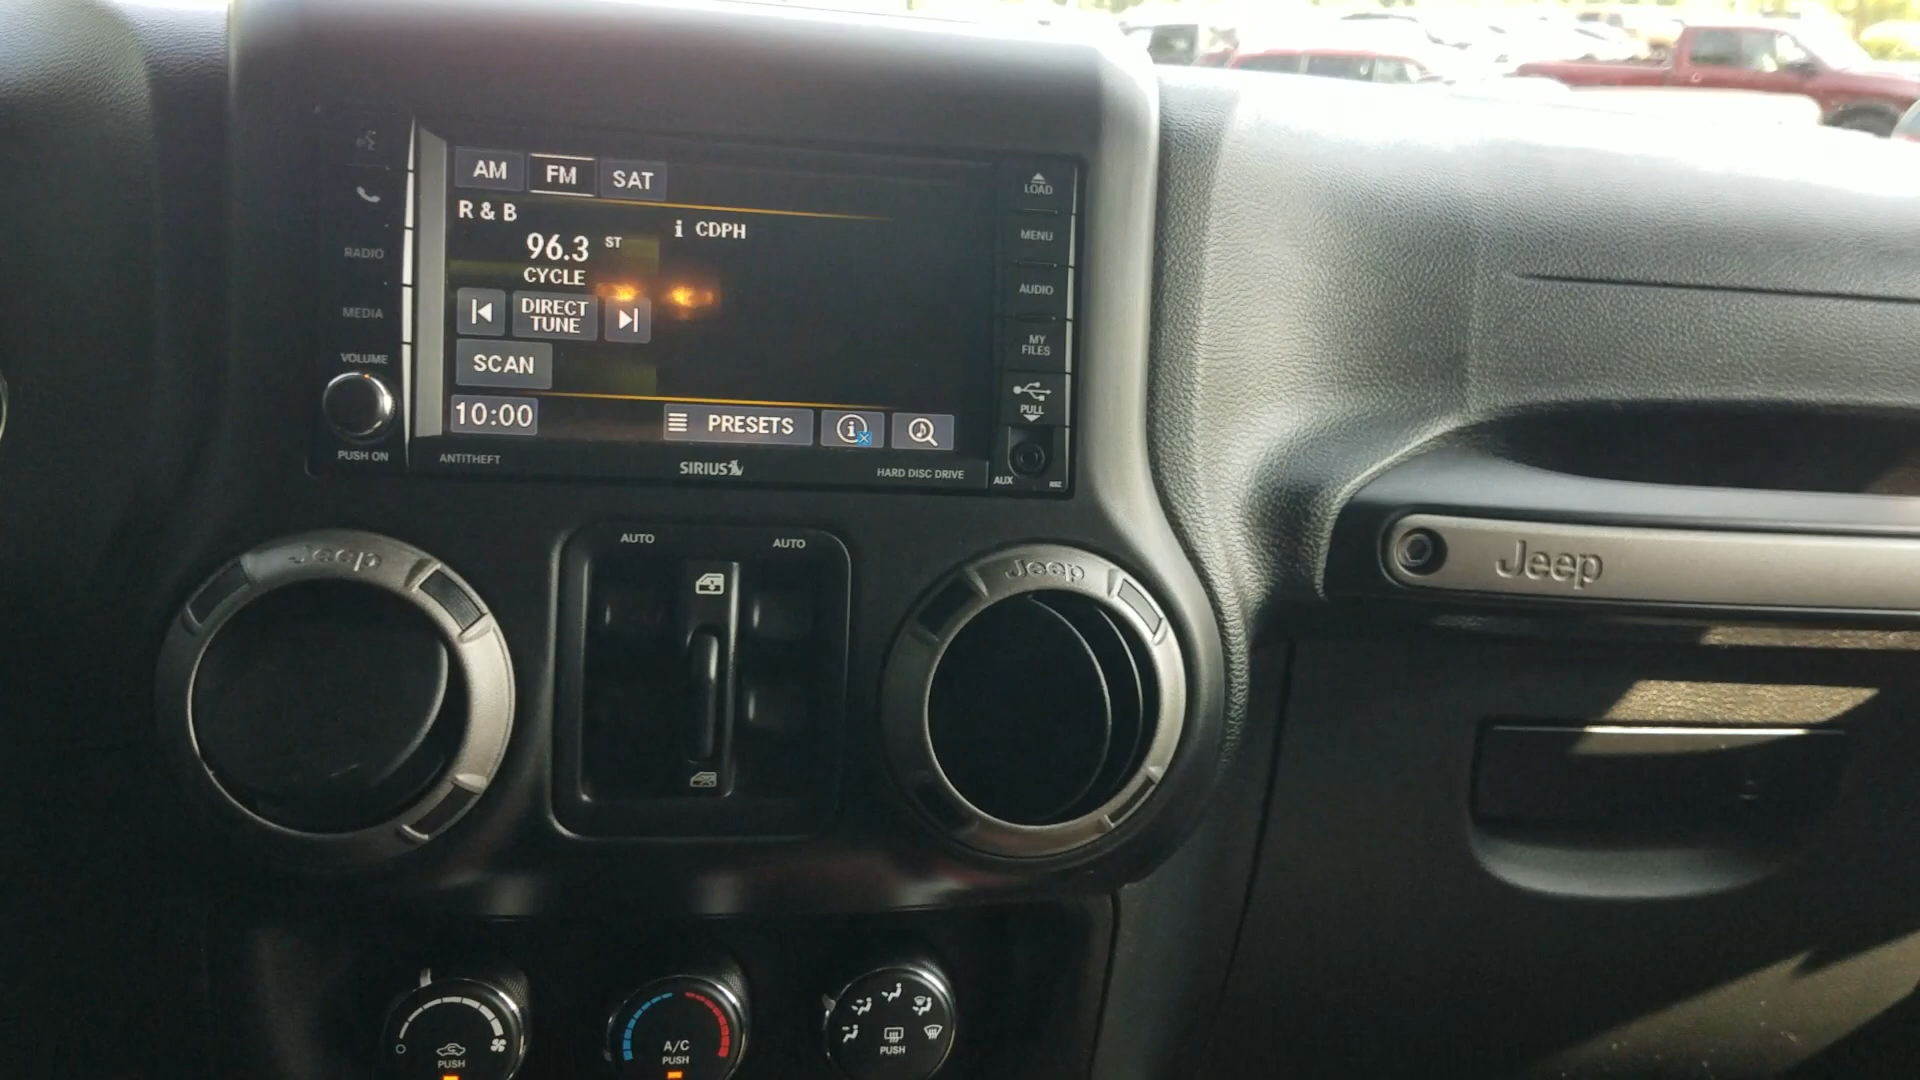 AM FM SAT
R & B
i CDPH
96.3 ST
CYCLE
DIRECT
TUNE
SCAN
10:00
PRESETS
i
RADIO
MEDIA
VOLUME
PUSH ON
LOAD
MENU
AUDIO
MY
FILES
PULL
AUX
ANTITHEFT
SIRIUS
HARD DISC DRIVE
AUTO AUTO
Jeep
Jeep
Jeep
PUSH
A/C
PUSH
PUSH